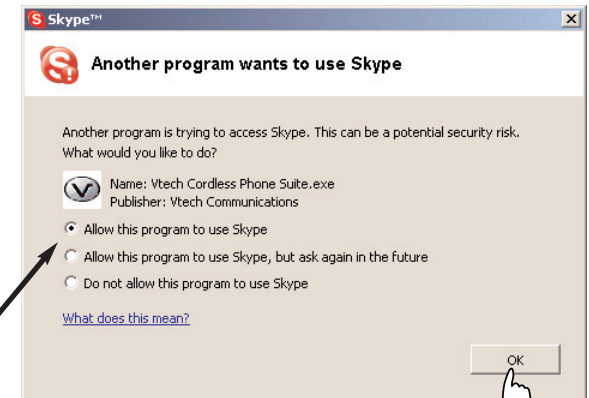 Skype™
Another program wants to use Skype
Another program is trying to access Skype. This can be a potential security risk.
What would you like to do?
Name: Vtech Cordless Phone Suite.exe
Publisher: Vtech Communications
Allow this program to use Skype
Allow this program to use Skype, but ask again in the future
Do not allow this program to use Skype
What does this mean?
OK